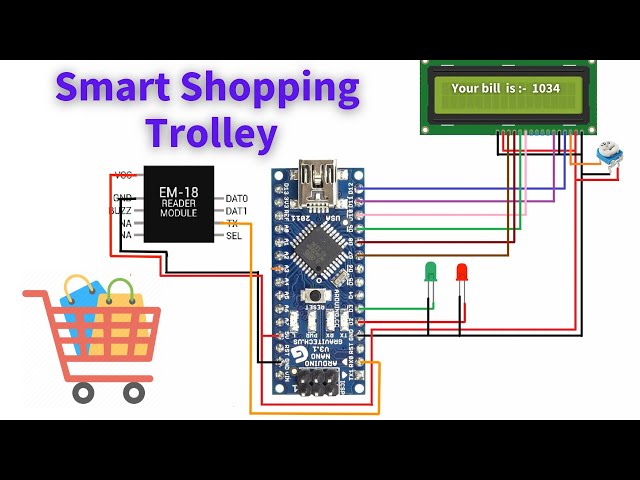 Smart Shopping
Trolley
Your bill is :- 1034
VCC
GND
BUZZ
NA
NA
EM-18
READER
MODULE
DAT0
DAT1
TX
SEL
USA
2011
RESET
RX
PWR
GRAVITECH.US
ARDUINO
NANO
V3.1
ICSP